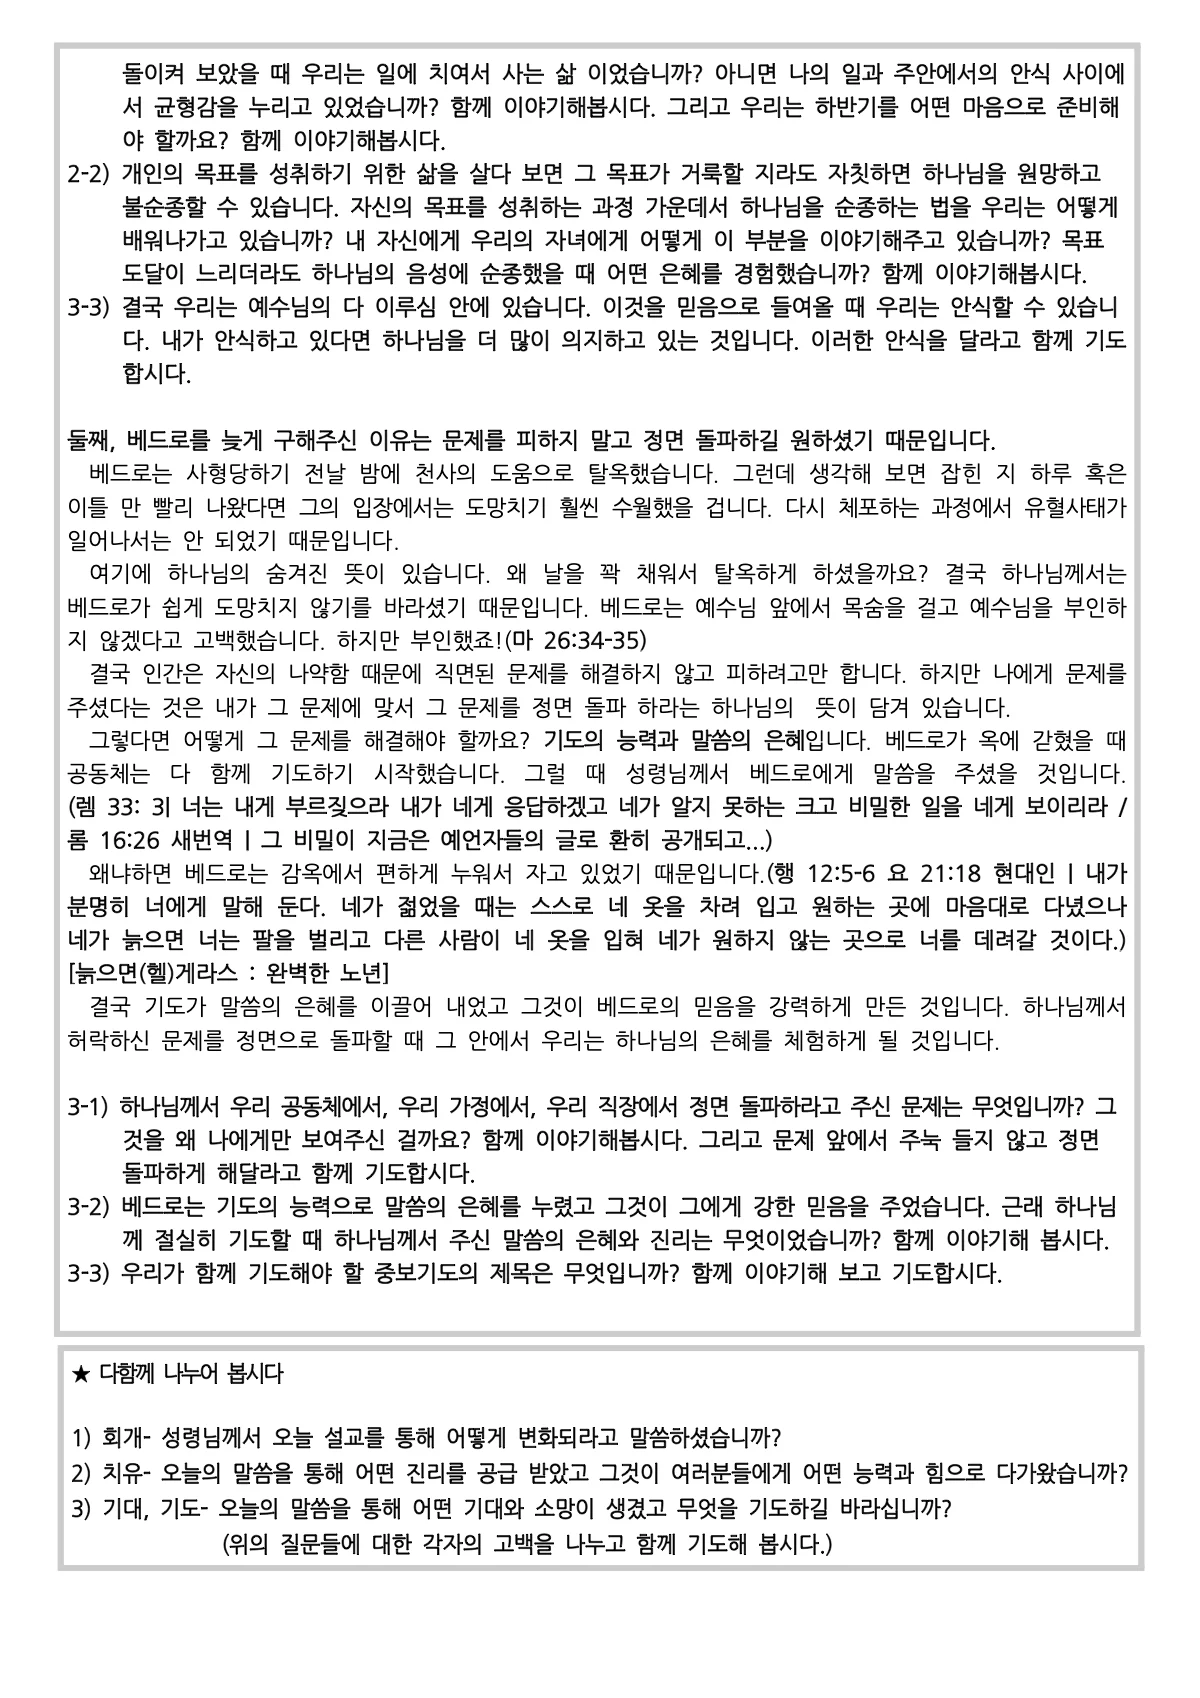 돌이켜 보았을 때 우리는 일에 치여서 사는 삶 이었습니까? 아니면 나의 일과 주안에서의 안식 사이에
서 균형감을 누리고 있었습니까? 함께 이야기해봅시다. 그리고 우리는 하반기를 어떤 마음으로 준비해
야 할까요? 함께 이야기해봅시다.
2-2) 개인의 목표를 성취하기 위한 삶을 살다 보면 그 목표가 거룩할 지라도 자칫하면 하나님을 원망하고
불순종할 수 있습니다. 자신의 목표를 성취하는 과정 가운데서 하나님을 순종하는 법을 우리는 어떻게
배워나가고 있습니까? 내 자신에게 우리의 자녀에게 어떻게 이 부분을 이야기해주고 있습니까? 목표
도달이 느리더라도 하나님의 음성에 순종했을 때 어떤 은혜를 경험했습니까? 함께 이야기해봅시다.
3-3) 결국 우리는 예수님의 다 이루심 안에 있습니다. 이것을 믿음으로 들여올 때 우리는 안식할 수 있습니
다. 내가 안식하고 있다면 하나님을 더 많이 의지하고 있는 것입니다. 이러한 안식을 달라고 함께 기도
합시다.
둘째, 베드로를 늦게 구해주신 이유는 문제를 피하지 말고 정면 돌파하길 원하셨기 때문입니다.
베드로는 사형당하기 전날 밤에 천사의 도움으로 탈옥했습니다. 그런데 생각해 보면 잡힌 지 하루 혹은
이틀 만 빨리 나왔다면 그의 입장에서는 도망치기 훨씬 수월했을 겁니다. 다시 체포하는 과정에서 유혈사태가
일어나서는 안 되었기 때문입니다.
여기에 하나님의 숨겨진 뜻이 있습니다. 왜 날을 꽉 채워서 탈옥하게 하셨을까요? 결국 하나님께서는
베드로가 쉽게 도망치지 않기를 바라셨기 때문입니다. 베드로는 예수님 앞에서 목숨을 걸고 예수님을 부인하
지 않겠다고 고백했습니다. 하지만 부인했죠!(마 26:34-35)
결국 인간은 자신의 나약함 때문에 직면된 문제를 해결하지 않고 피하려고만 합니다. 하지만 나에게 문제를
주셨다는 것은 내가 그 문제에 맞서 그 문제를 정면 돌파 하라는 하나님의 뜻이 담겨 있습니다.
그렇다면 어떻게 그 문제를 해결해야 할까요? 기도의 능력과 말씀의 은혜입니다. 베드로가 옥에 갇혔을 때
공동체는 다 함께 기도하기 시작했습니다. 그럴 때 성령님께서 베드로에게 말씀을 주셨을 것입니다.
(렘 33: 3| 너는 내게 부르짖으라 내가 네게 응답하겠고 네가 알지 못하는 크고 비밀한 일을 네게 보이리라 /
롬 16:26 새번역 | 그 비밀이 지금은 예언자들의 글로 환히 공개되고...)
왜냐하면 베드로는 감옥에서 편하게 누워서 자고 있었기 때문입니다.(행 12:5-6 요 21:18 현대인 | 내가
분명히 너에게 말해 둔다. 네가 젊었을 때는 스스로 네 옷을 차려 입고 원하는 곳에 마음대로 다녔으나
네가 늙으면 너는 팔을 벌리고 다른 사람이 네 옷을 입혀 네가 원하지 않는 곳으로 너를 데려갈 것이다.)
[늙으면(헬)게라스 : 완벽한 노년]
결국 기도가 말씀의 은혜를 이끌어 내었고 그것이 베드로의 믿음을 강력하게 만든 것입니다. 하나님께서
허락하신 문제를 정면으로 돌파할 때 그 안에서 우리는 하나님의 은혜를 체험하게 될 것입니다.
3-1) 하나님께서 우리 공동체에서, 우리 가정에서, 우리 직장에서 정면 돌파하라고 주신 문제는 무엇입니까? 그
것을 왜 나에게만 보여주신 걸까요? 함께 이야기해봅시다. 그리고 문제 앞에서 주눅 들지 않고 정면
돌파하게 해달라고 함께 기도합시다.
3-2) 베드로는 기도의 능력으로 말씀의 은혜를 누렸고 그것이 그에게 강한 믿음을 주었습니다. 근래 하나님
께 절실히 기도할 때 하나님께서 주신 말씀의 은혜와 진리는 무엇이었습니까? 함께 이야기해 봅시다.
3-3) 우리가 함께 기도해야 할 중보기도의 제목은 무엇입니까? 함께 이야기해 보고 기도합시다.
★ 다함께 나누어 봅시다
1) 회개- 성령님께서 오늘 설교를 통해 어떻게 변화되라고 말씀하셨습니까?
2) 치유- 오늘의 말씀을 통해 어떤 진리를 공급 받았고 그것이 여러분들에게 어떤 능력과 힘으로 다가왔습니까?
3) 기대, 기도- 오늘의 말씀을 통해 어떤 기대와 소망이 생겼고 무엇을 기도하길 바라십니까?
(위의 질문들에 대한 각자의 고백을 나누고 함께 기도해 봅시다.)